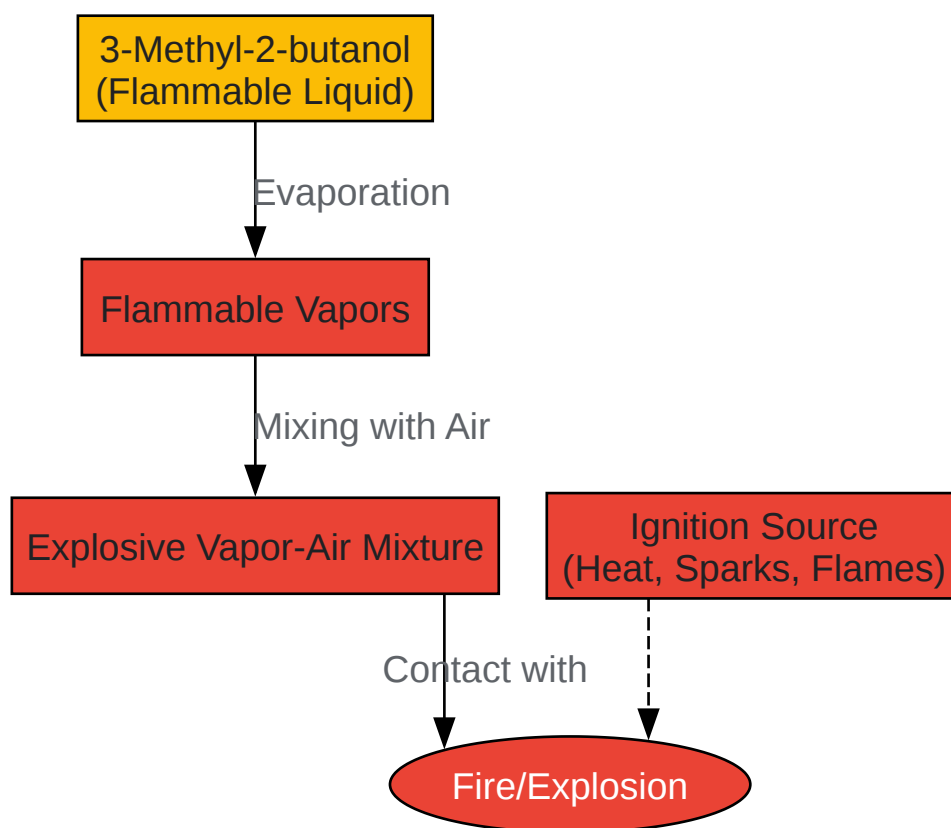 3-Methyl-2-butanol
(Flammable Liquid)
Evaporation
Flammable Vapors
Mixing with Air
Explosive Vapor-Air Mixture
Ignition Source
(Heat, Sparks, Flames)
Contact with
Fire/Explosion